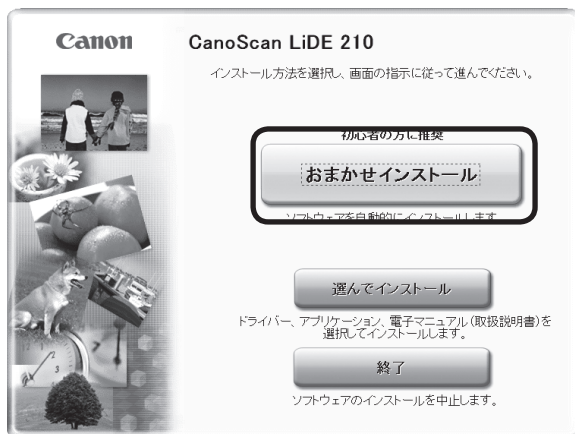 Canon
CanoScan LiDE 210
インストール方法を選択し、画面の指示に従って進んでください。
初心者の方に推奨
おまかせインストール
ソフトウェアを自動的にインストールします。
選んでインストール
ドライバー、アプリケーション、電子マニュアル(取扱説明書)を
選択してインストールします。
終了
ソフトウェアのインストールを中止します。